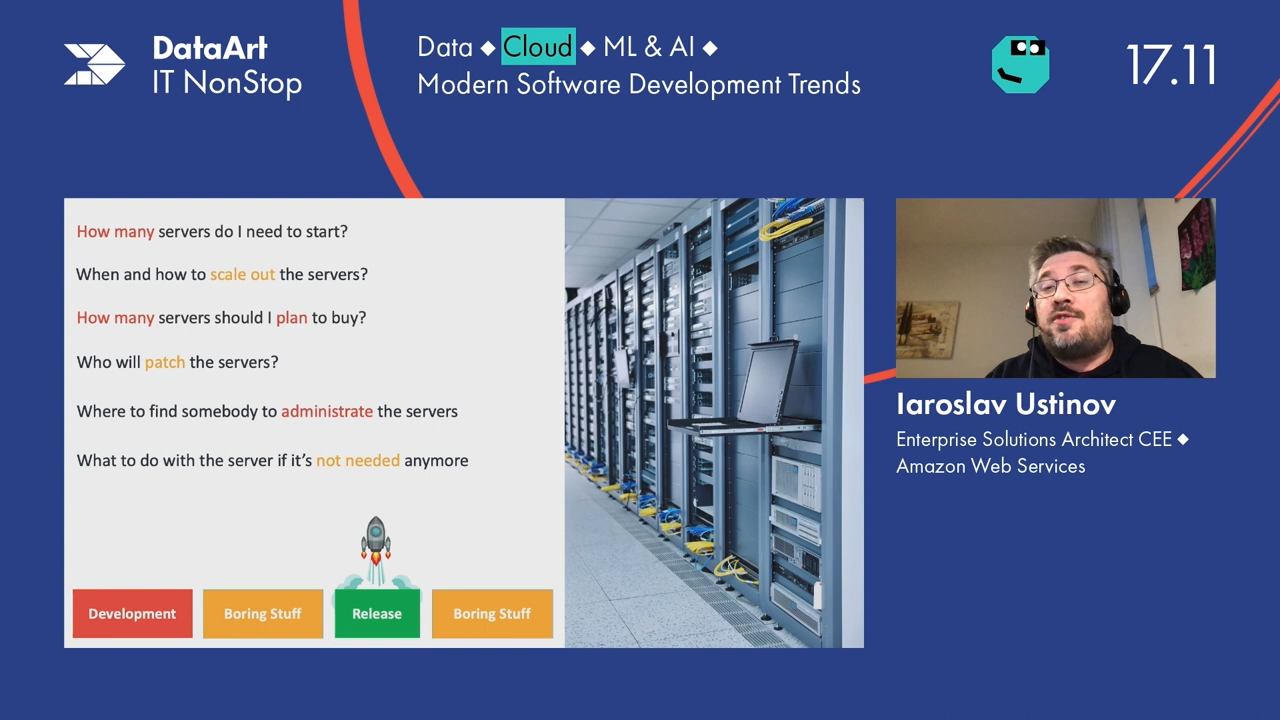 DataArt
IT NonStop
Data ◆ Cloud ◆ ML & AI ◆
Modern Software Development Trends
17.11
How many servers do I need to start?
When and how to scale out the servers?
How many servers should I plan to buy?
Who will patch the servers?
Where to find somebody to administrate the servers
What to do with the server if it's not needed anymore
Development
Boring Stuff
Release
Boring Stuff
Iaroslav Ustinov
Enterprise Solutions Architect CEE ◆
Amazon Web Services